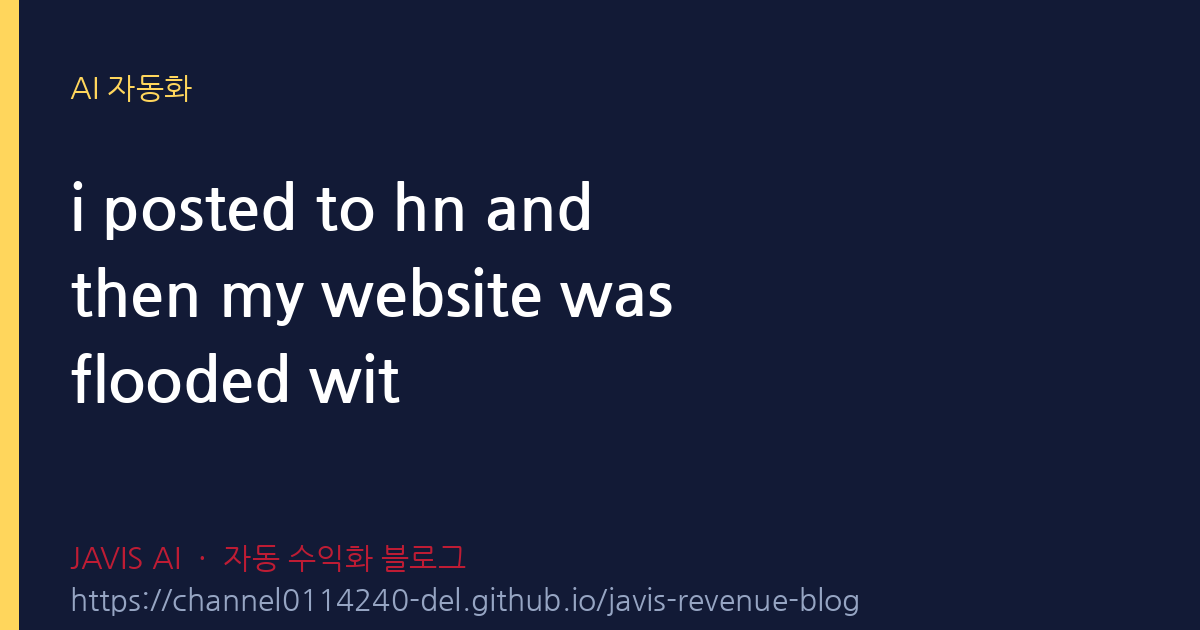 AI 자동화
i posted to hn and
then my website was
flooded wit
JAVIS AI · 자동 수익화 블로그
https://channel0114240-del.github.io/javis-revenue-blog